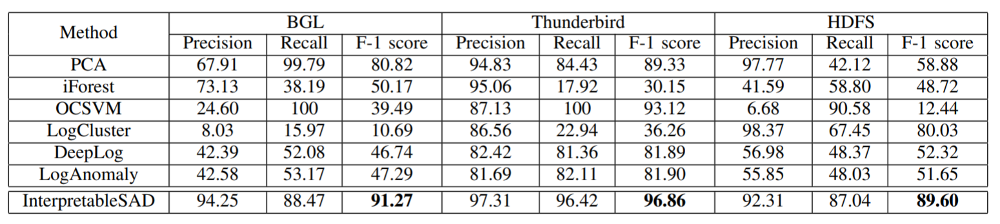 Method BGL Thunderbird HDFS
Precision Recall F-1 score Precision Recall F-1 score Precision Recall F-1 score
PCA 67.91 99.79 80.82 94.83 84.43 89.33 97.77 42.12 58.88
iForest 73.13 38.19 50.17 95.06 17.92 30.15 41.59 58.80 48.72
OCSVM 24.60 100 39.49 87.13 100 93.12 6.68 90.58 12.44
LogCluster 8.03 15.97 10.69 86.56 22.94 36.26 98.37 67.45 80.03
DeepLog 42.39 52.08 46.74 82.42 81.36 81.89 56.98 48.37 52.32
LogAnomaly 42.58 53.17 47.29 81.69 82.11 81.90 55.85 48.03 51.65
InterpretableSAD 94.25 88.47 91.27 97.31 96.42 96.86 92.31 87.04 89.60